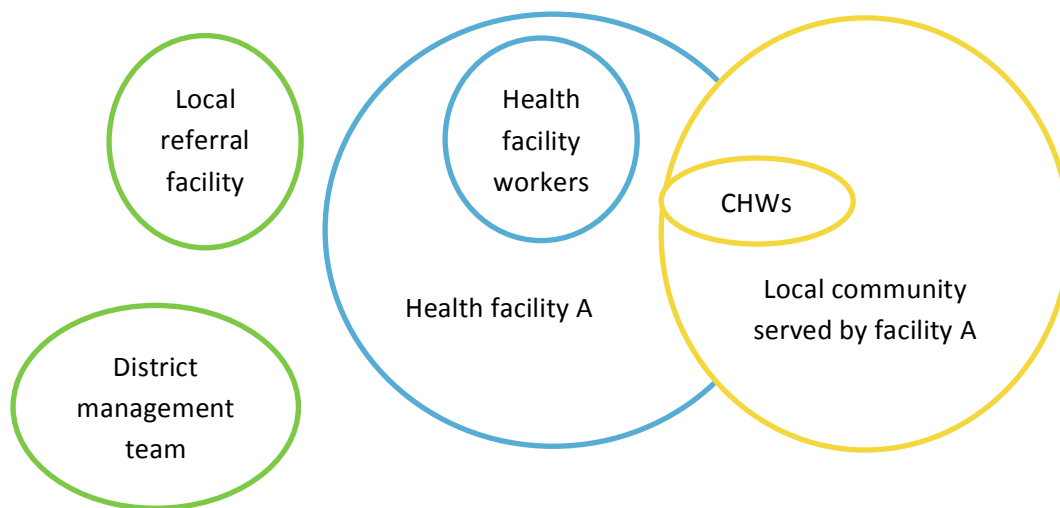 Local
referral
facility
Health
facility
workers
CHWs
Health facility A
Local community
served by facility A
District
management
team